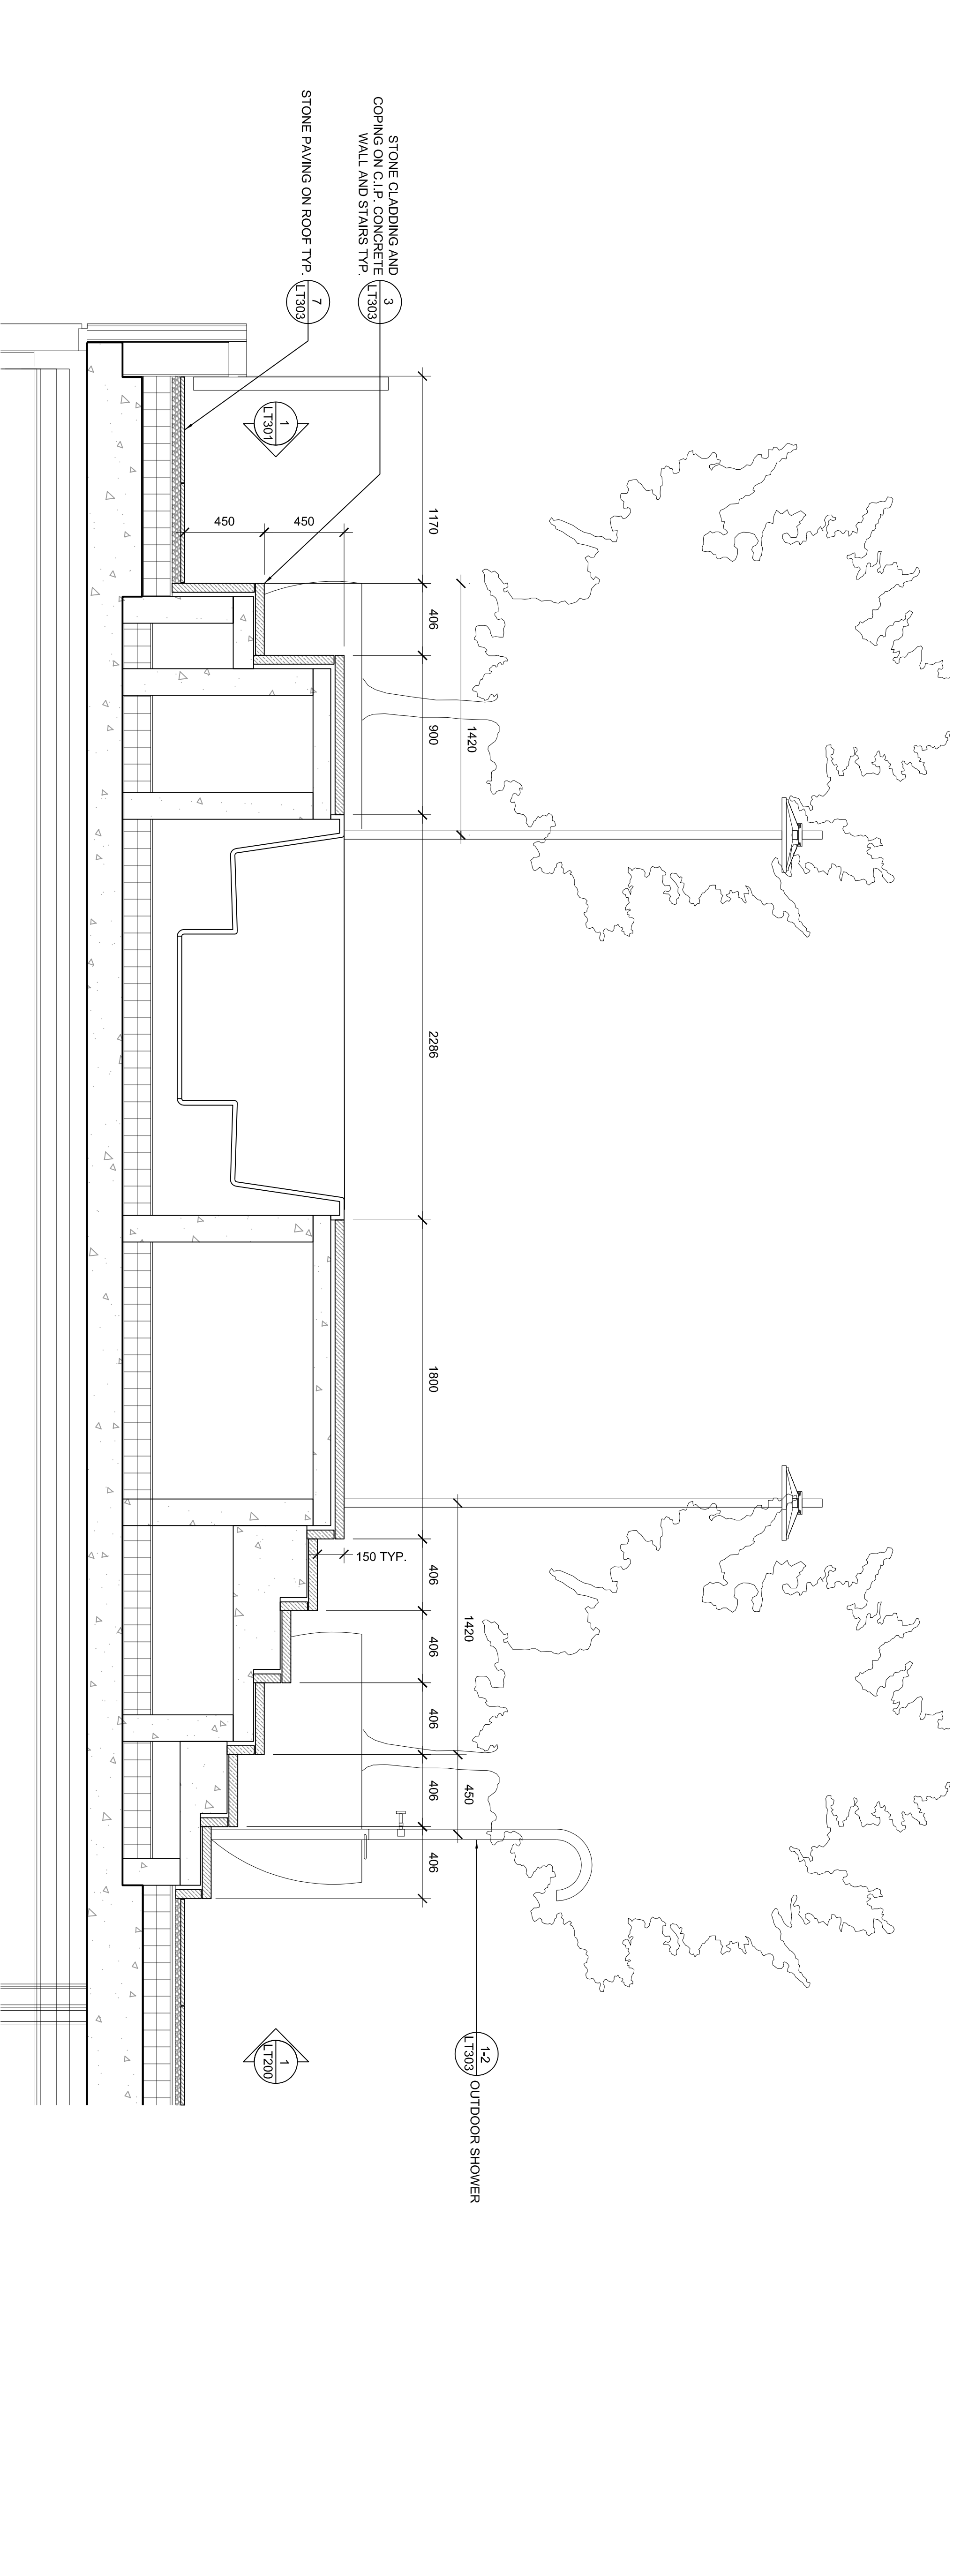 STONE CLADDING AND
COPING ON C.I.P. CONCRETE
WALL AND STAIRS TYP.
3
LT303
STONE PAVING ON ROOF TYP.
7
LT303
1
LT301
450
450
1170
406
900
1420
2286
1800
150 TYP.
406
406
406
406
406
1420
450
1-2
LT303
OUTDOOR SHOWER
1
LT200